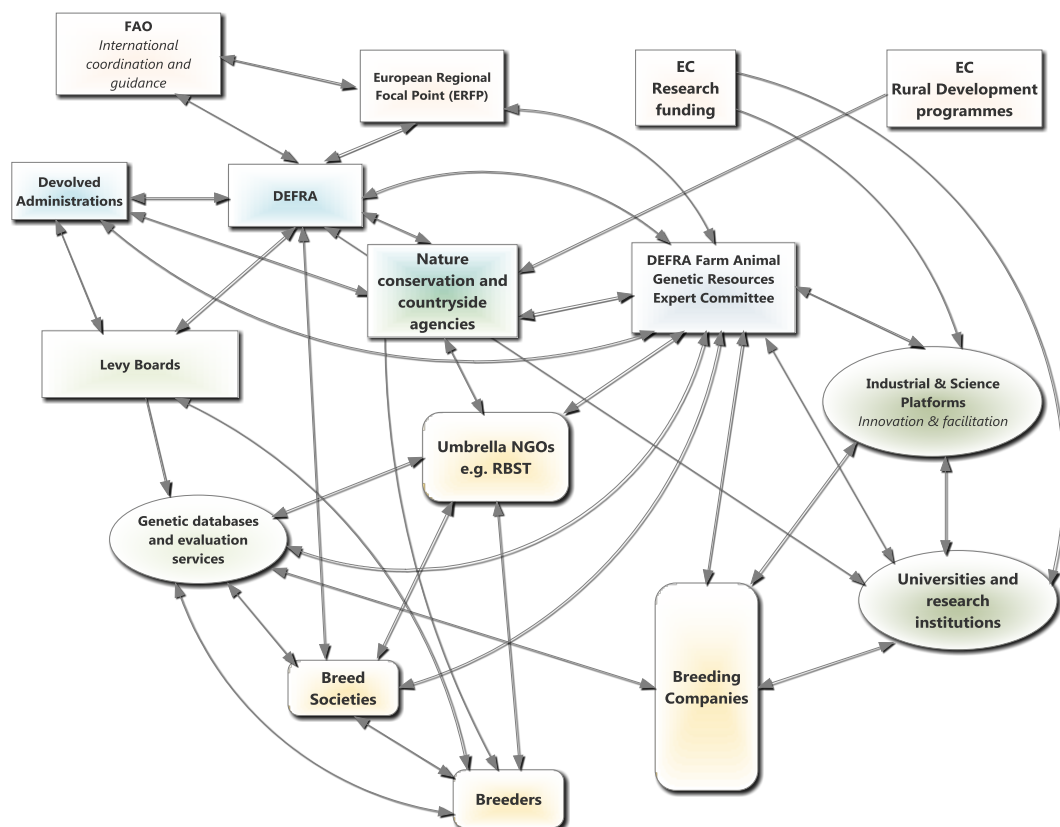 FAO
International
coordination and
guidance
European Regional
Focal Point (ERFP)
EC
Research
funding
EC
Rural Development
programmes
Devolved
Administrations
DEFRA
Nature
conservation and
countryside
agencies
DEFRA Farm Animal
Genetic Resources
Expert Committee
Levy Boards
Industrial & Science
Platforms
Innovation & facilitation
Umbrella NGOs
e.g. RBST
Genetic databases
and evaluation
services
Universities and
research
institutions
Breed
Societies
Breeding
Companies
Breeders